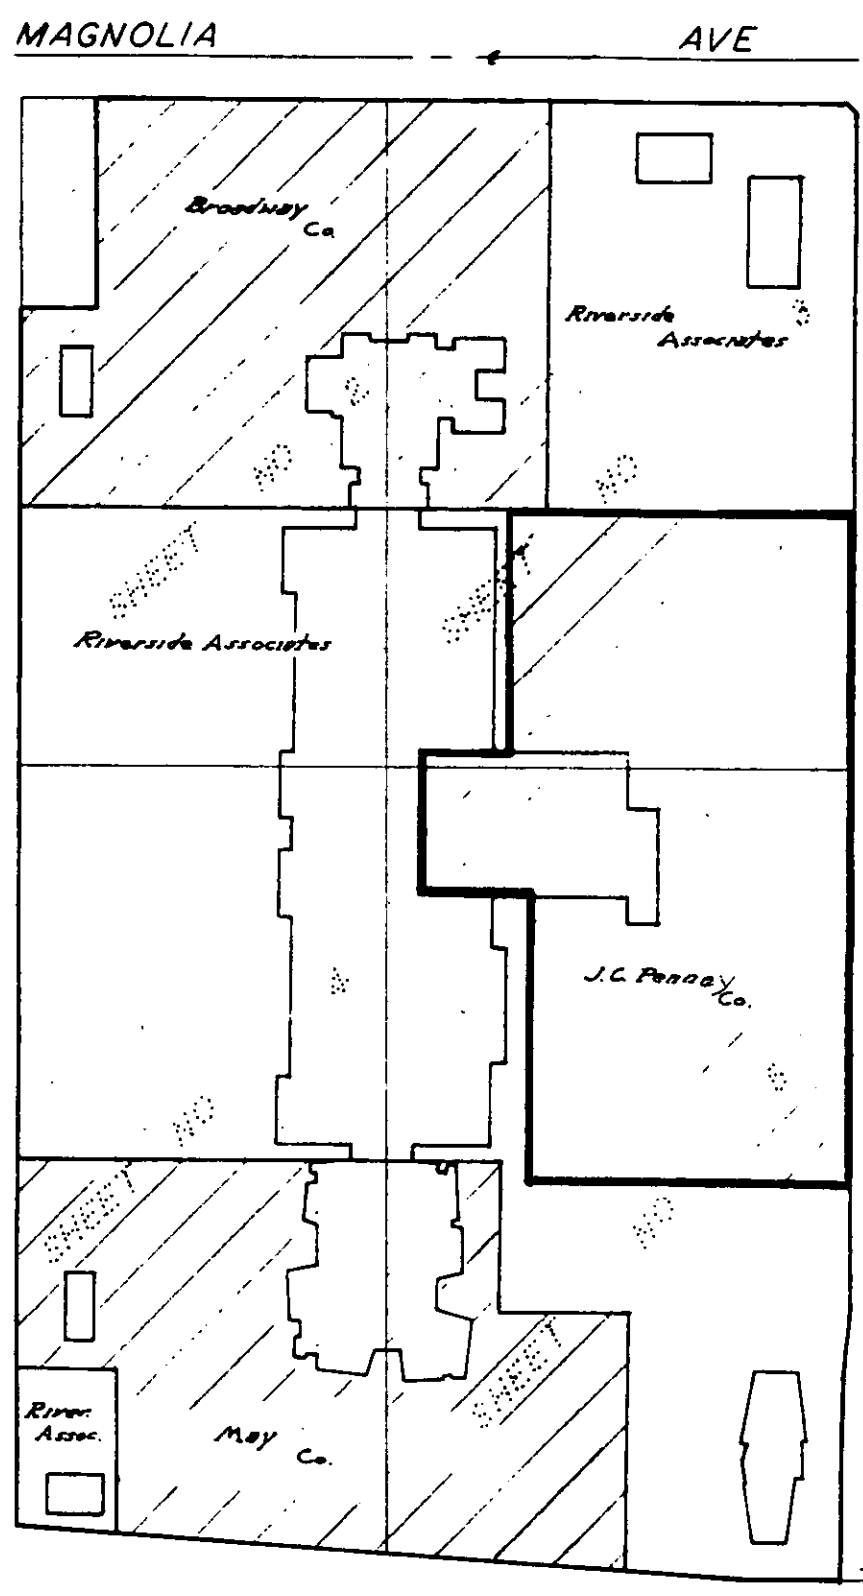 MAGNOLIA AVE
Broadway
Co.
Riverside
Associates
NO
NO
SHEET
SHEET
Riverside Associates
J.C. Penney
Co.
NO
SHEET
NO
SHEET
River.
Assoc.
May
Co.